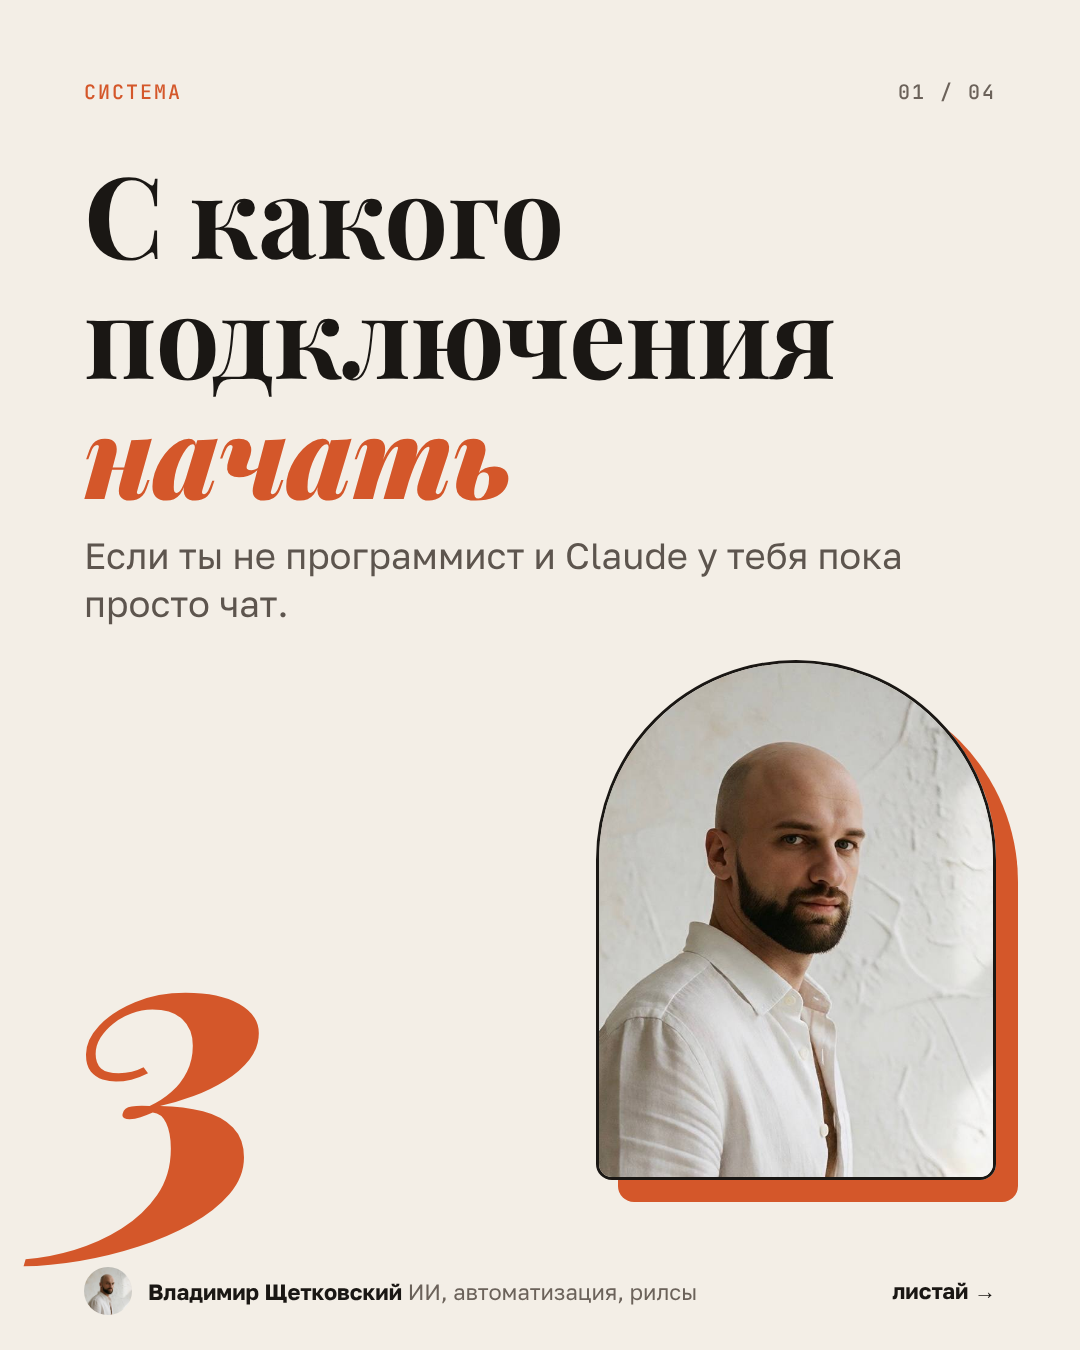 СИСТЕМА
01 / 04
С какого
подключения
начать
Если ты не программист и Claude у тебя пока
просто чат.
3
Владимир Щетковский ИИ, автоматизация, рилсы
листай →